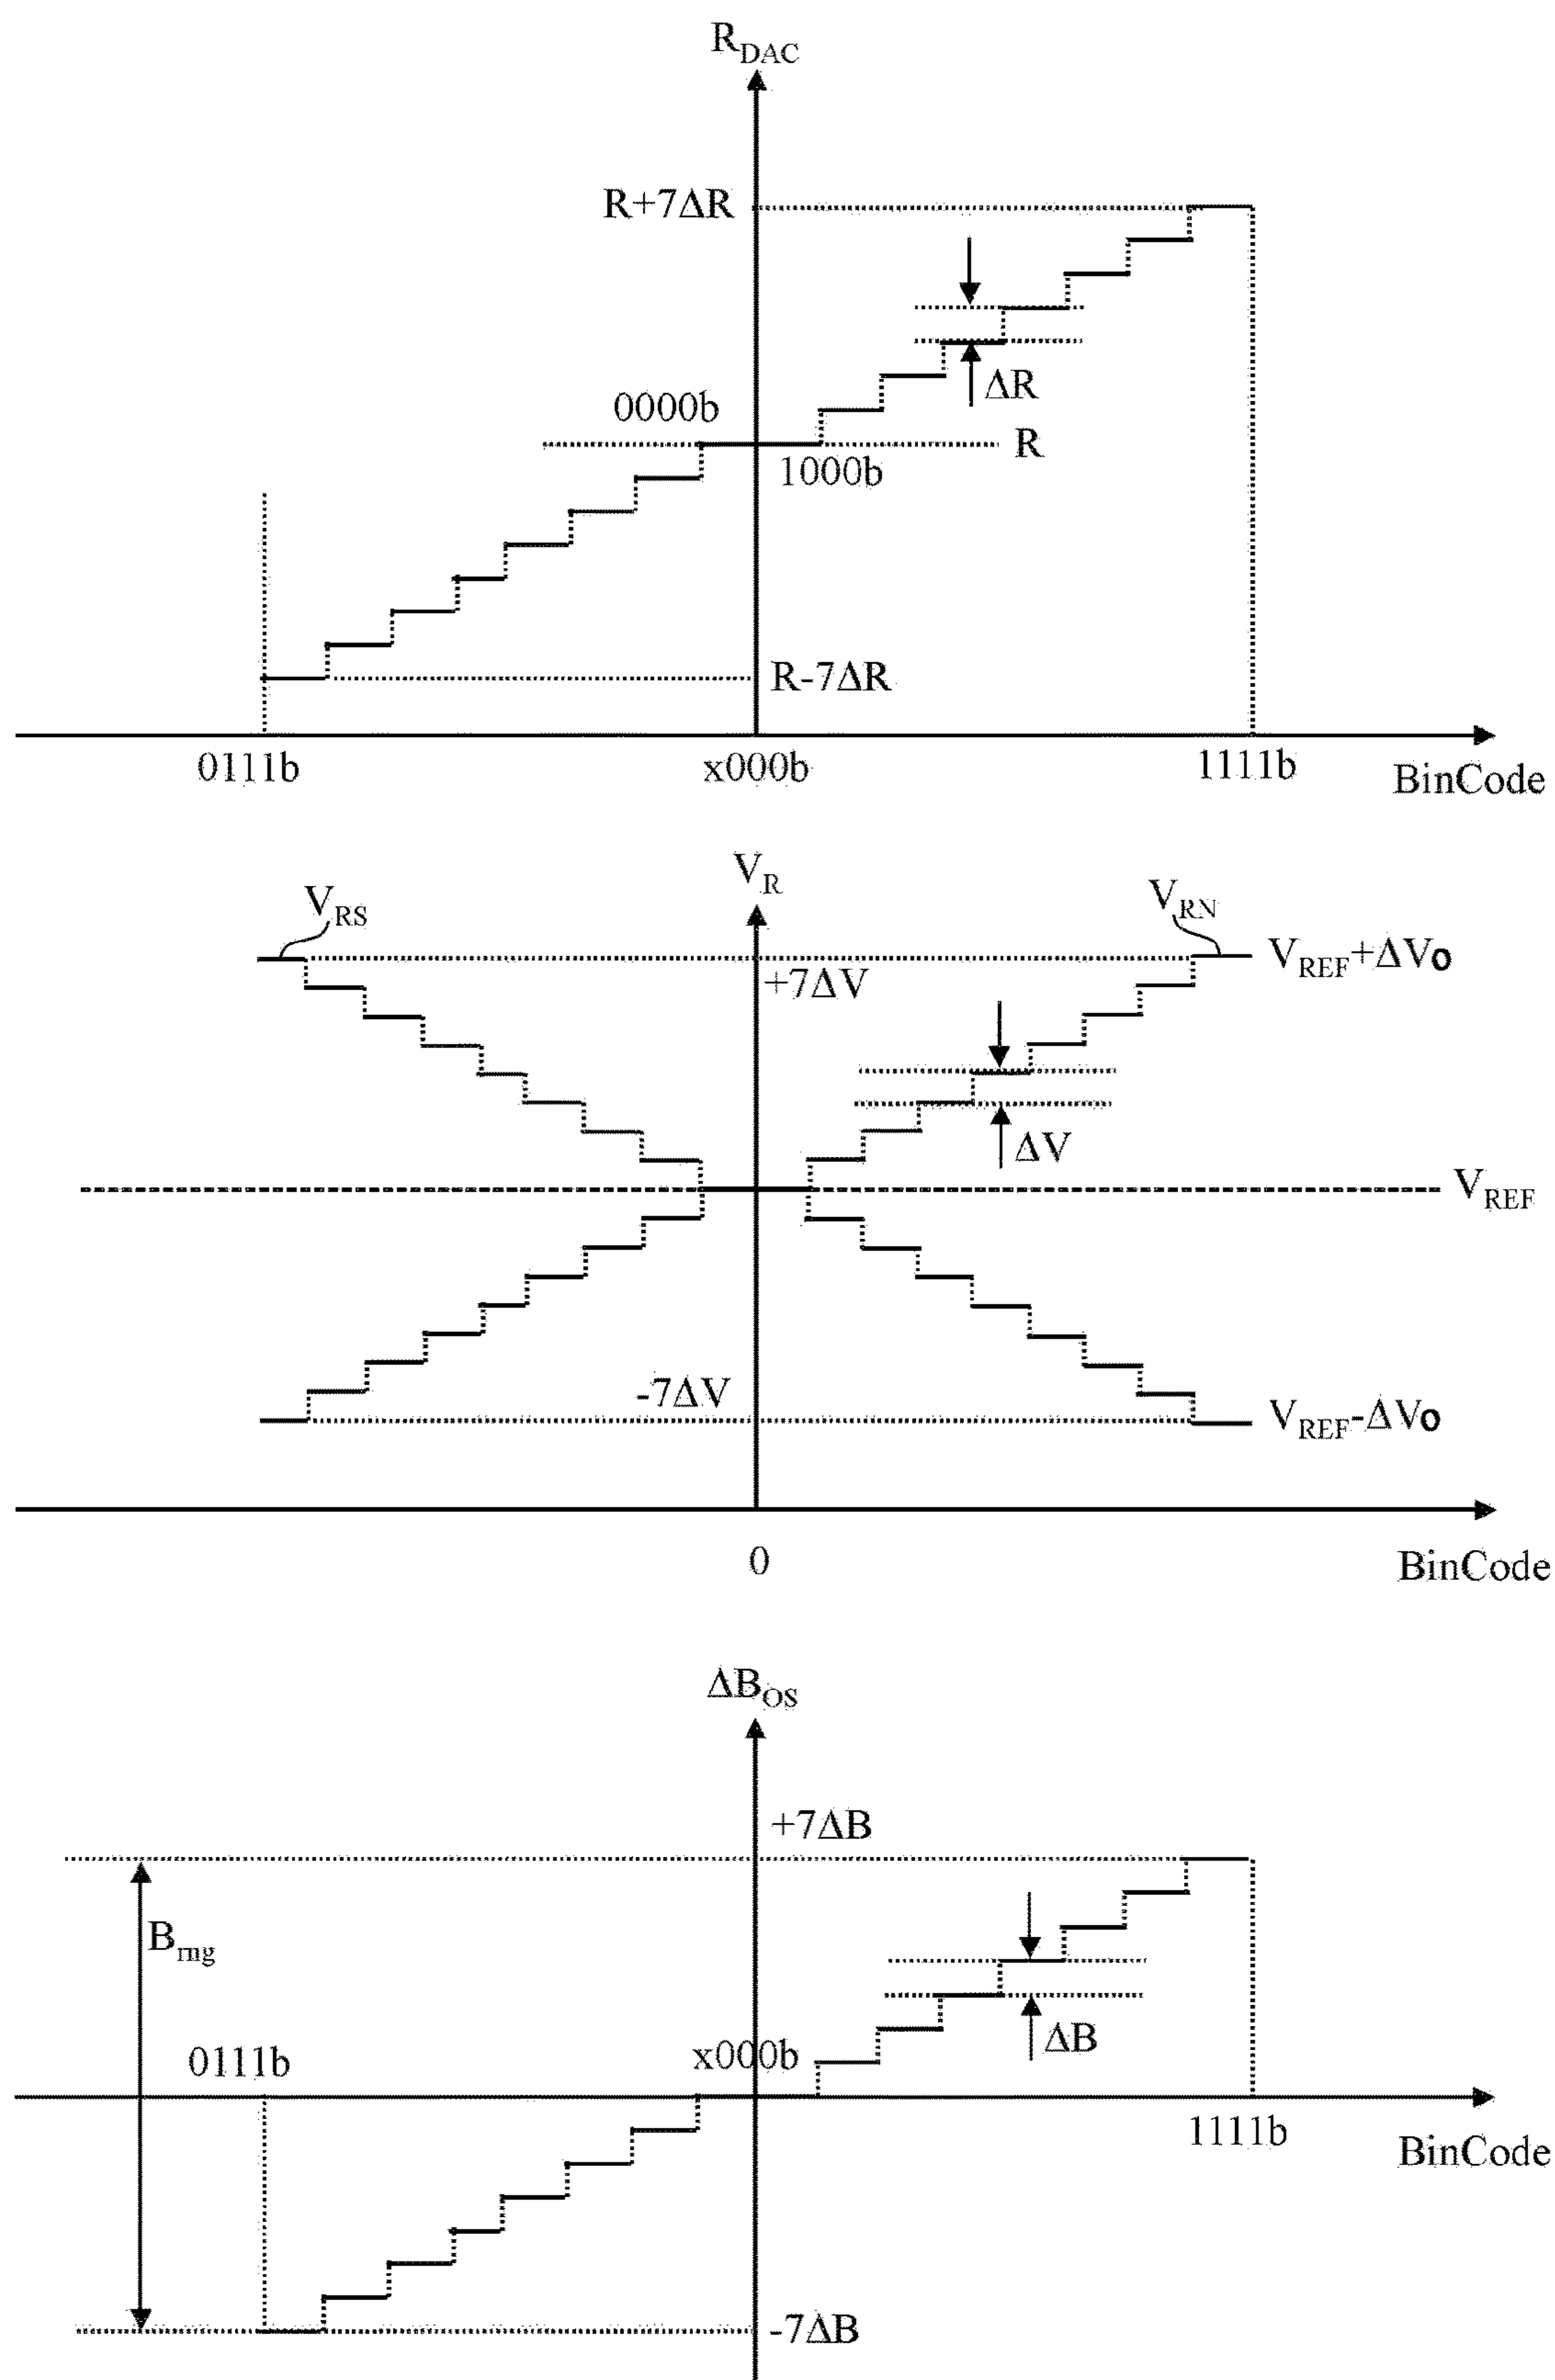 R_DAC
R+7ΔR
ΔR
0000b
R
1000b
R-7ΔR
0111b
x000b
1111b
BinCode
V_R
V_RS
V_RN
V_REF+ΔVo
+7ΔV
ΔV
V_REF
-7ΔV
V_REF-ΔVo
0
BinCode
ΔB_OS
+7ΔB
B_rng
ΔB
0111b
x000b
1111b
BinCode
-7ΔB